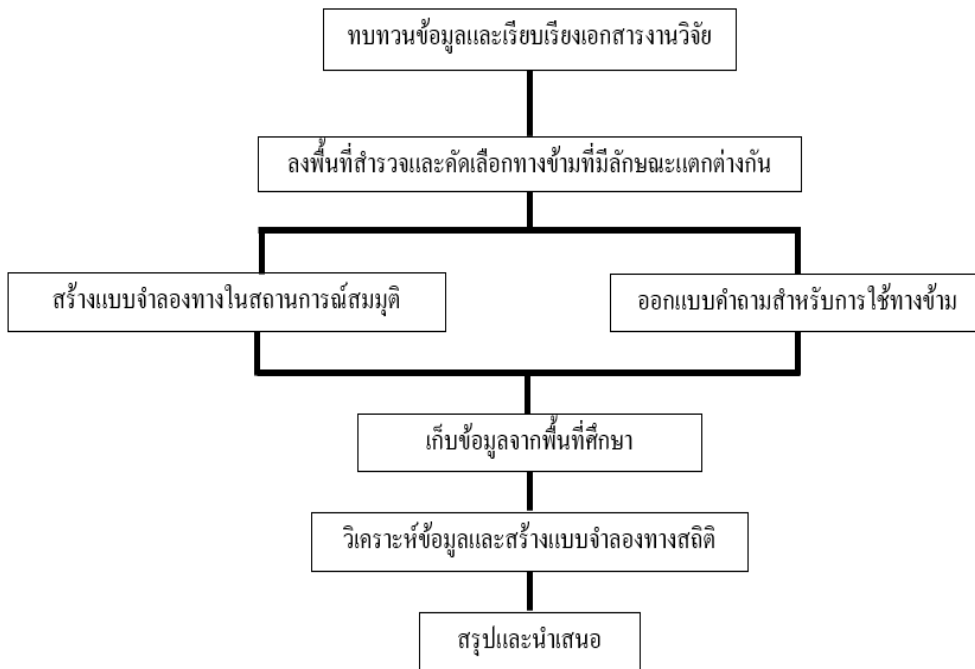 ทบทวนข้อมูลและเรียบเรียงเอกสารงานวิจัย
ลงพื้นที่สำรวจและคัดเลือกทางข้ามที่มีลักษณะแตกต่างกัน
สร้างแบบจำลองทางในสถานการณ์สมมุติ
ออกแบบคำถามสำหรับการใช้ทางข้าม
เก็บข้อมูลจากพื้นที่ศึกษา
วิเคราะห์ข้อมูลและสร้างแบบจำลองทางสถิติ
สรุปและนำเสนอ